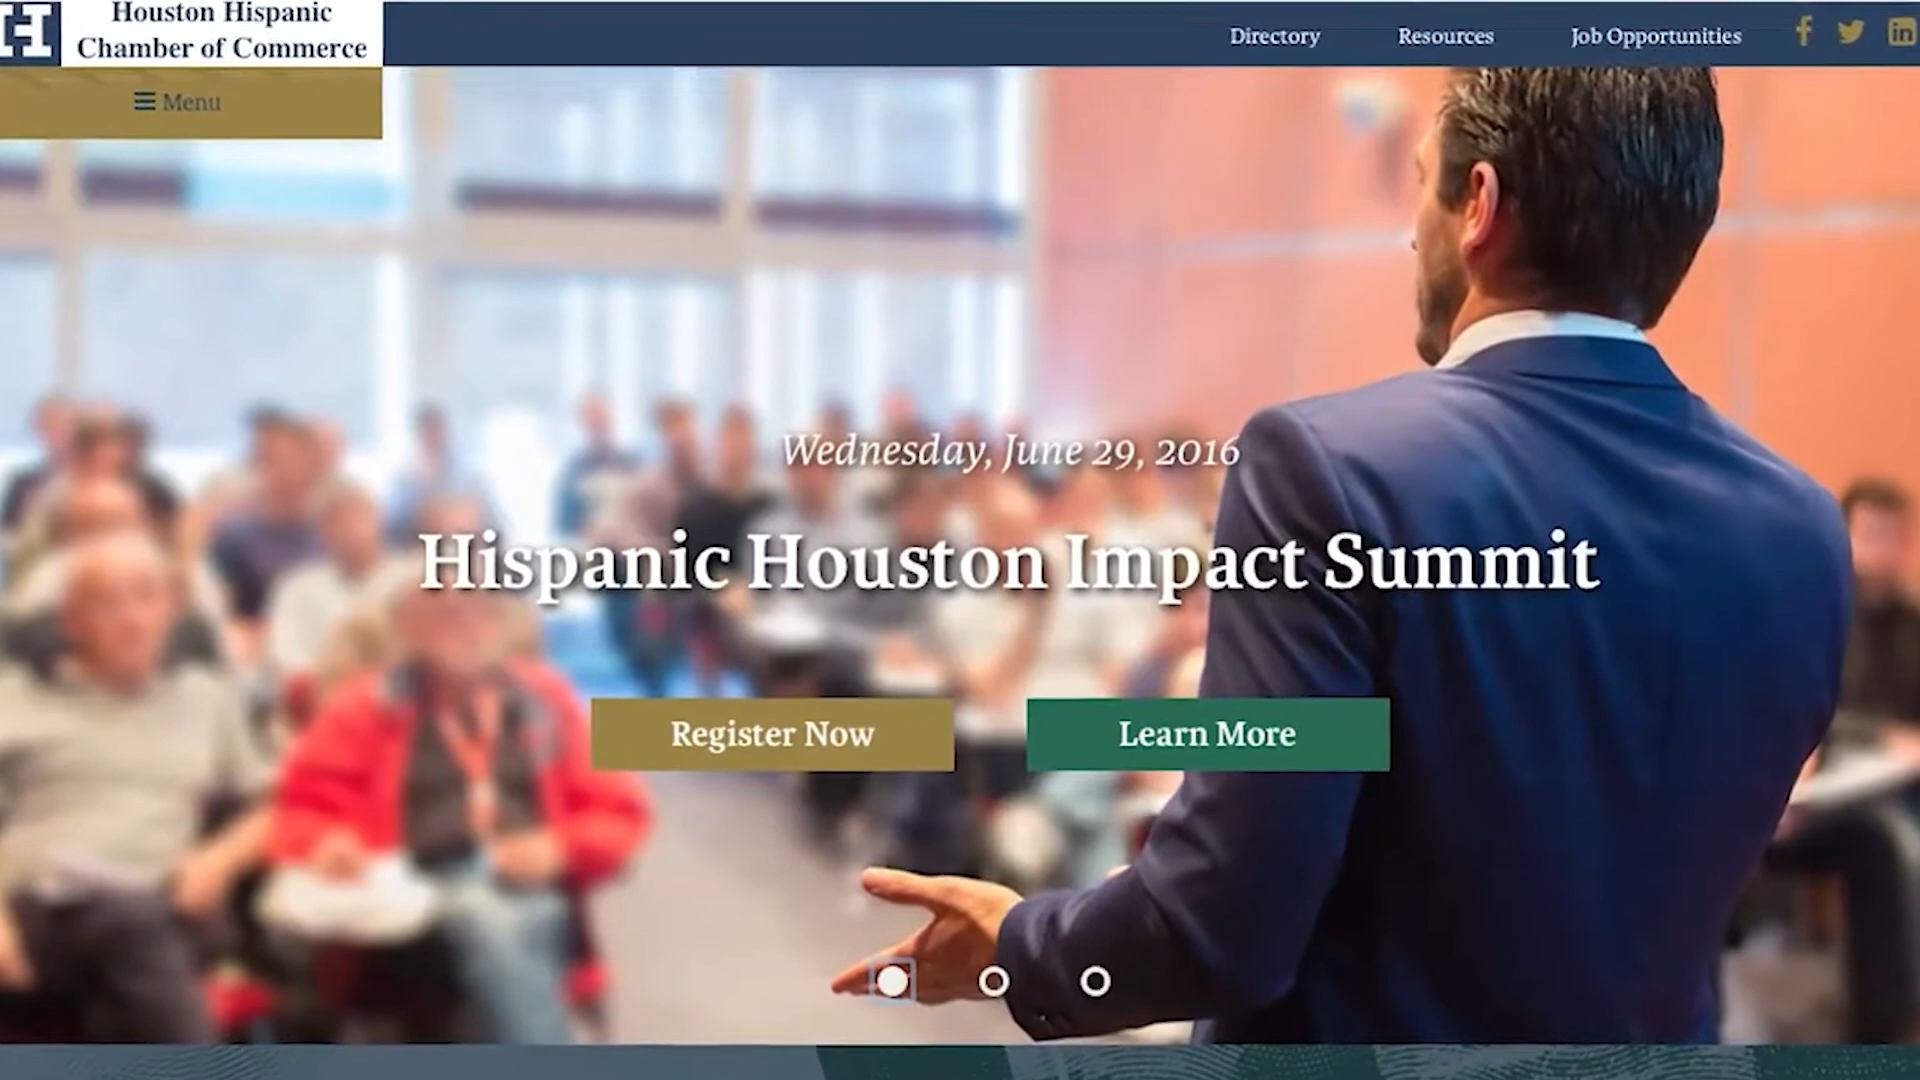 Houston Hispanic
Chamber of Commerce
Directory
Resources
Job Opportunities
Menu
Wednesday, June 29, 2016
Hispanic Houston Impact Summit
Register Now
Learn More